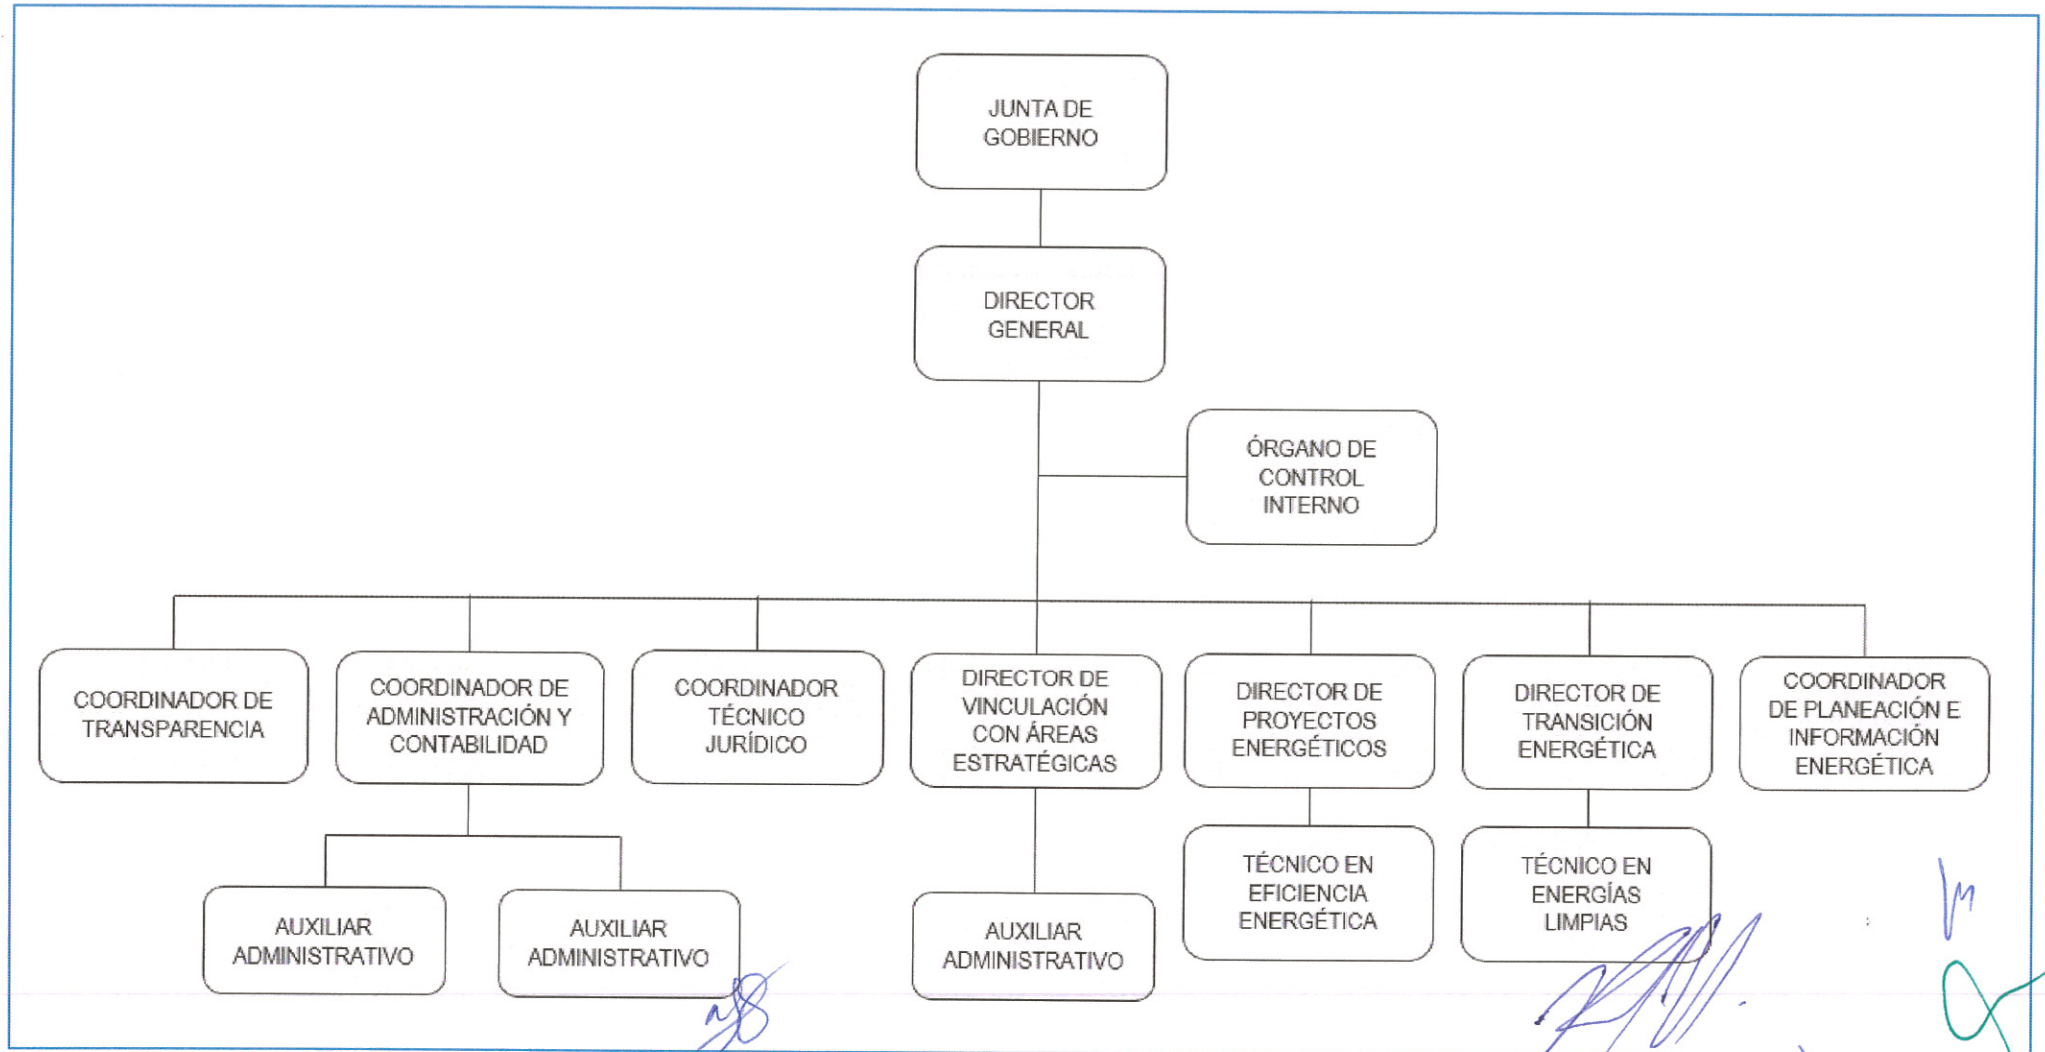 JUNTA DE
GOBIERNO
DIRECTOR
GENERAL
ÓRGANO DE
CONTROL
INTERNO
COORDINADOR DE
TRANSPARENCIA
COORDINADOR DE
ADMINISTRACIÓN Y
CONTABILIDAD
COORDINADOR
TÉCNICO
JURÍDICO
DIRECTOR DE
VINCULACIÓN
CON ÁREAS
ESTRATÉGICAS
DIRECTOR DE
PROYECTOS
ENERGÉTICOS
DIRECTOR DE
TRANSICIÓN
ENERGÉTICA
COORDINADOR
DE PLANEACIÓN E
INFORMACIÓN
ENERGÉTICA
AUXILIAR
ADMINISTRATIVO
AUXILIAR
ADMINISTRATIVO
AUXILIAR
ADMINISTRATIVO
TÉCNICO EN
EFICIENCIA
ENERGÉTICA
TÉCNICO EN
ENERGÍAS
LIMPIAS